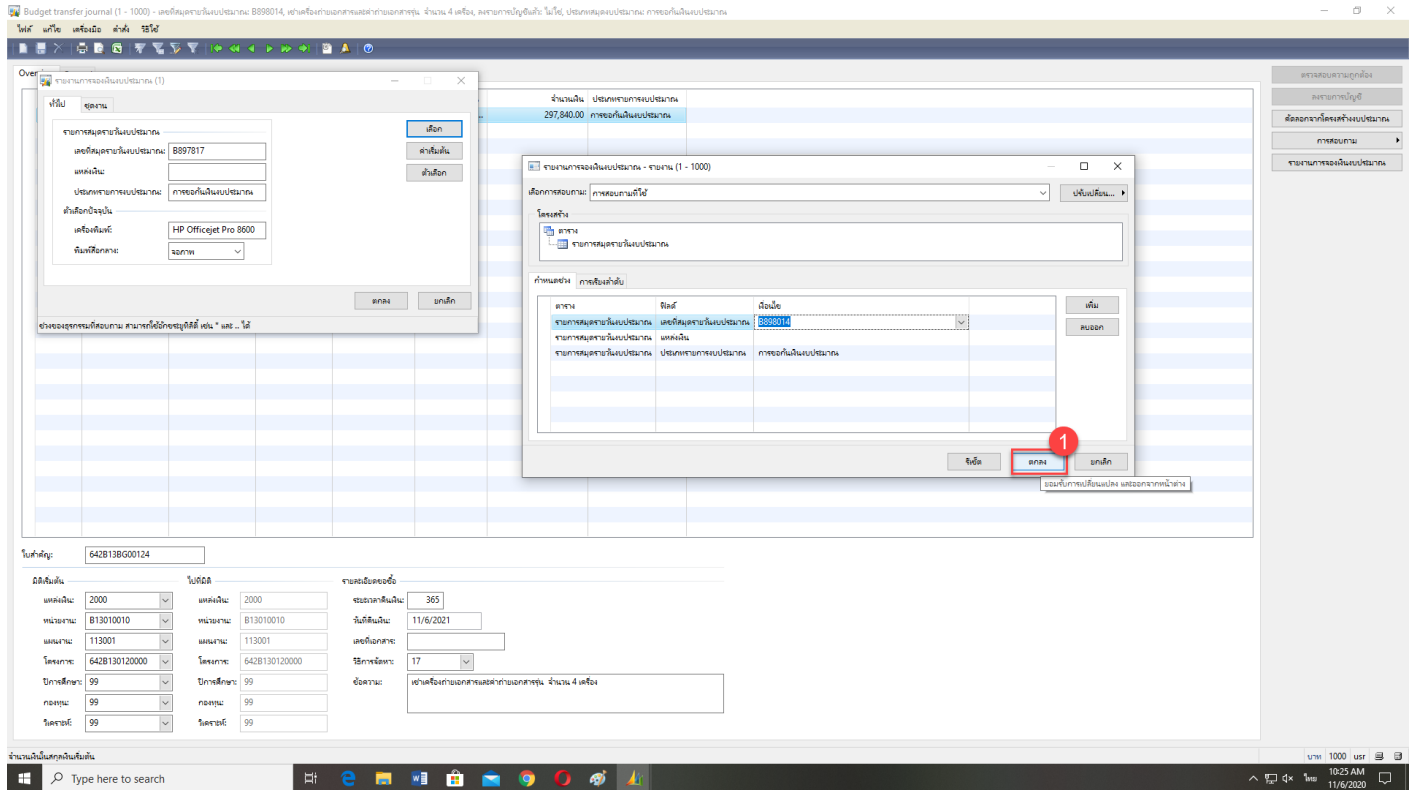 Budget transfer journal (1 - 1000) - เลขที่สมุดรายวันงบประมาณ: B898014, เช่าเครื่องถ่ายเอกสารและค่าถ่ายเอกสารรุ่น จำนวน 4 เครื่อง, ลงรายการบัญชีแล้ว: ไม่ใช่, ประเภทสมุดงบประมาณ: การขอกันเงินงบประมาณ
ไฟล์ แก้ไข เครื่องมือ คำสั่ง วิธีใช้
รายงานการจองเงินงบประมาณ (1)
ทั่วไป ชุดงาน
รายการสมุดรายวันงบประมาณ
เลขที่สมุดรายวันงบประมาณ: B897817
แหล่งเงิน:
ประเภทรายการงบประมาณ: การขอกันเงินงบประมาณ
ตัวเลือกปัจจุบัน
เครื่องพิมพ์: HP Officejet Pro 8600
พิมพ์สื่อกลาง: จอภาพ
เลือก
ค่าเริ่มต้น
ตัวเลือก
ตกลง ยกเลิก
ช่วงของธุรกรรมที่สอบถาม สามารถใช้อักขระยูทิลิตี้ เช่น * และ .. ได้
จำนวนเงิน ประเภทรายการงบประมาณ
297,840.00 การขอกันเงินงบประมาณ
ตรวจสอบความถูกต้อง
ลงรายการบัญชี
คัดลอกจากโครงสร้างงบประมาณ
การสอบถาม
รายงานการจองเงินงบประมาณ
รายงานการจองเงินงบประมาณ - รายงาน (1 - 1000)
เลือกการสอบถาม: การสอบถามที่ใช้ ปรับเปลี่ยน...
โครงสร้าง
ตาราง
รายการสมุดรายวันงบประมาณ
กำหนดช่วง การเรียงลำดับ
ตาราง ฟิลด์ เงื่อนไข
รายการสมุดรายวันงบประมาณ เลขที่สมุดรายวันงบประมาณ B898014
รายการสมุดรายวันงบประมาณ แหล่งเงิน
รายการสมุดรายวันงบประมาณ ประเภทรายการงบประมาณ การขอกันเงินงบประมาณ
เพิ่ม
ลบออก
1
รีเซ็ต ตกลง ยกเลิก
ยอมรับการเปลี่ยนแปลง และออกจากหน้าต่าง
ใบสำคัญ: 642B13BG00124
มิติเริ่มต้น ไปที่มิติ รายละเอียดขอซื้อ
แหล่งเงิน: 2000 แหล่งเงิน: 2000 ระยะเวลาคืนเงิน: 365
หน่วยงาน: B13010010 หน่วยงาน: B13010010 วันที่คืนเงิน: 11/6/2021
แผนงาน: 113001 แผนงาน: 113001 เลขที่เอกสาร:
โครงการ: 642B130120000 โครงการ: 642B130120000 วิธีการจัดหา: 17
ปีการศึกษา: 99 ปีการศึกษา: 99 ข้อความ: เช่าเครื่องถ่ายเอกสารและค่าถ่ายเอกสารรุ่น จำนวน 4 เครื่อง
กองทุน: 99 กองทุน: 99
วิเคราะห์: 99 วิเคราะห์: 99
จำนวนเงินในสกุลเงินเริ่มต้น
บาท 1000 usr
Type here to search
ไทย
10:25 AM
11/6/2020